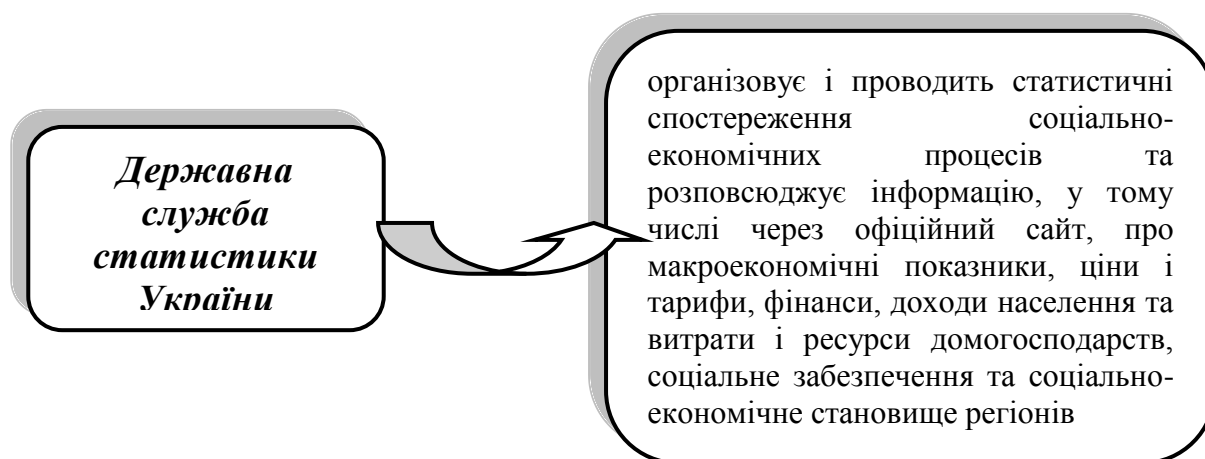 Державна
служба
статистики
України
організовує і проводить статистичні
спостереження соціально-
економічних процесів та
розповсюджує інформацію, у тому
числі через офіційний сайт, про
макроекономічні показники, ціни і
тарифи, фінанси, доходи населення та
витрати і ресурси домогосподарств,
соціальне забезпечення та соціально-
економічне становище регіонів